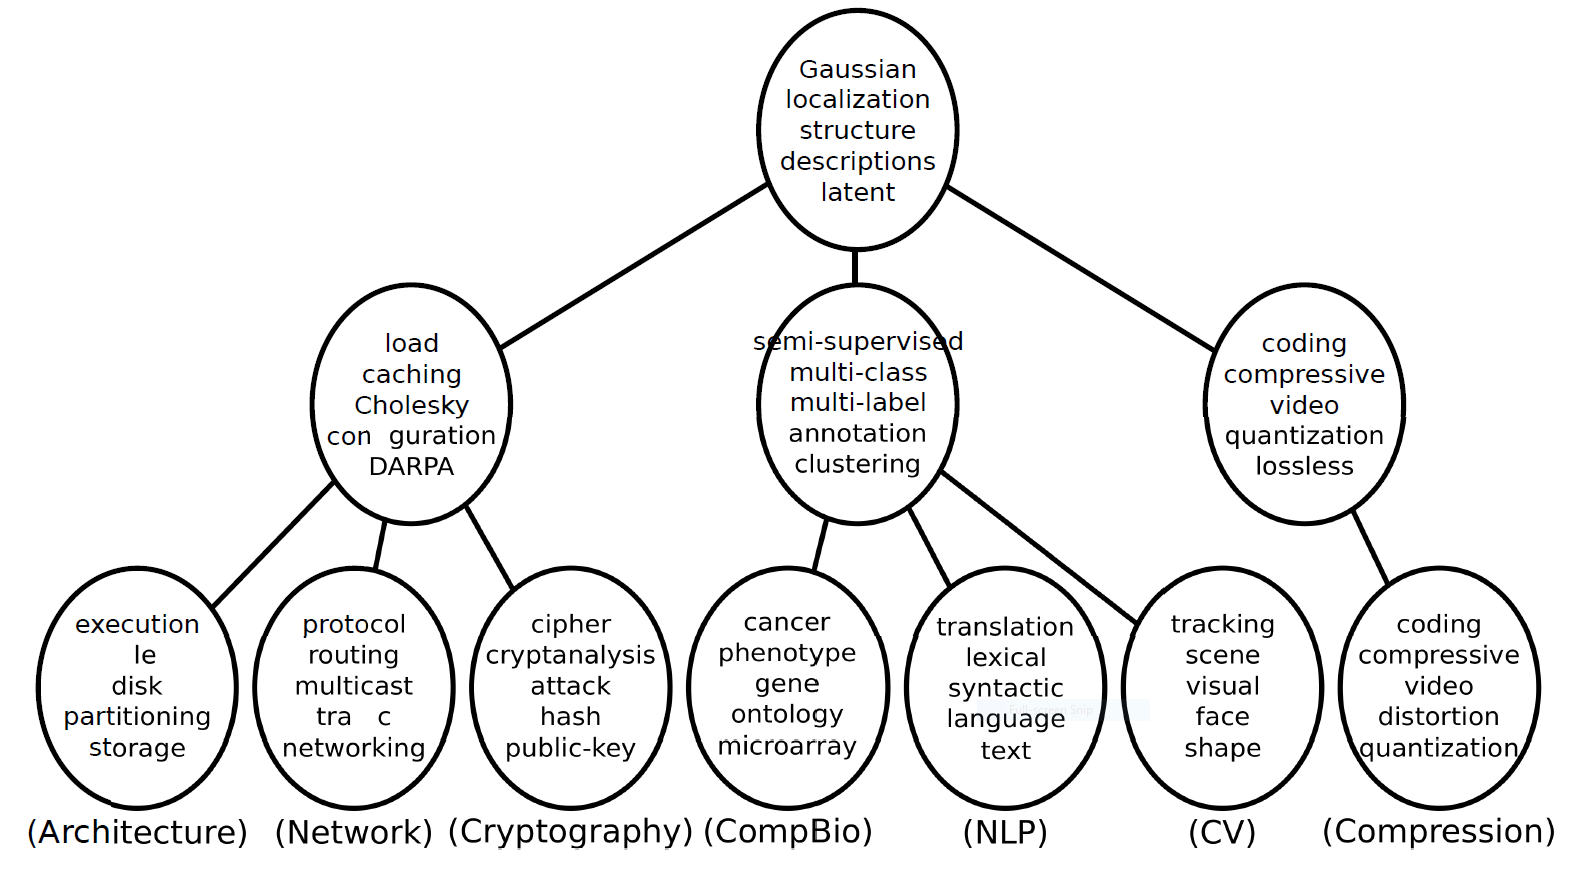 Gaussian
localization
structure
descriptions
latent
load
caching
Cholesky
con guration
DARPA
semi-supervised
multi-class
multi-label
annotation
clustering
coding
compressive
video
quantization
lossless
execution
le
disk
partitioning
storage
(Architecture)
protocol
routing
multicast
tra c
networking
(Network)
cipher
cryptanalysis
attack
hash
public-key
(Cryptography)
cancer
phenotype
gene
ontology
microarray
(CompBio)
translation
lexical
syntactic
language
text
(NLP)
Full-screen Snip
tracking
scene
visual
face
shape
(CV)
coding
compressive
video
distortion
quantization
(Compression)